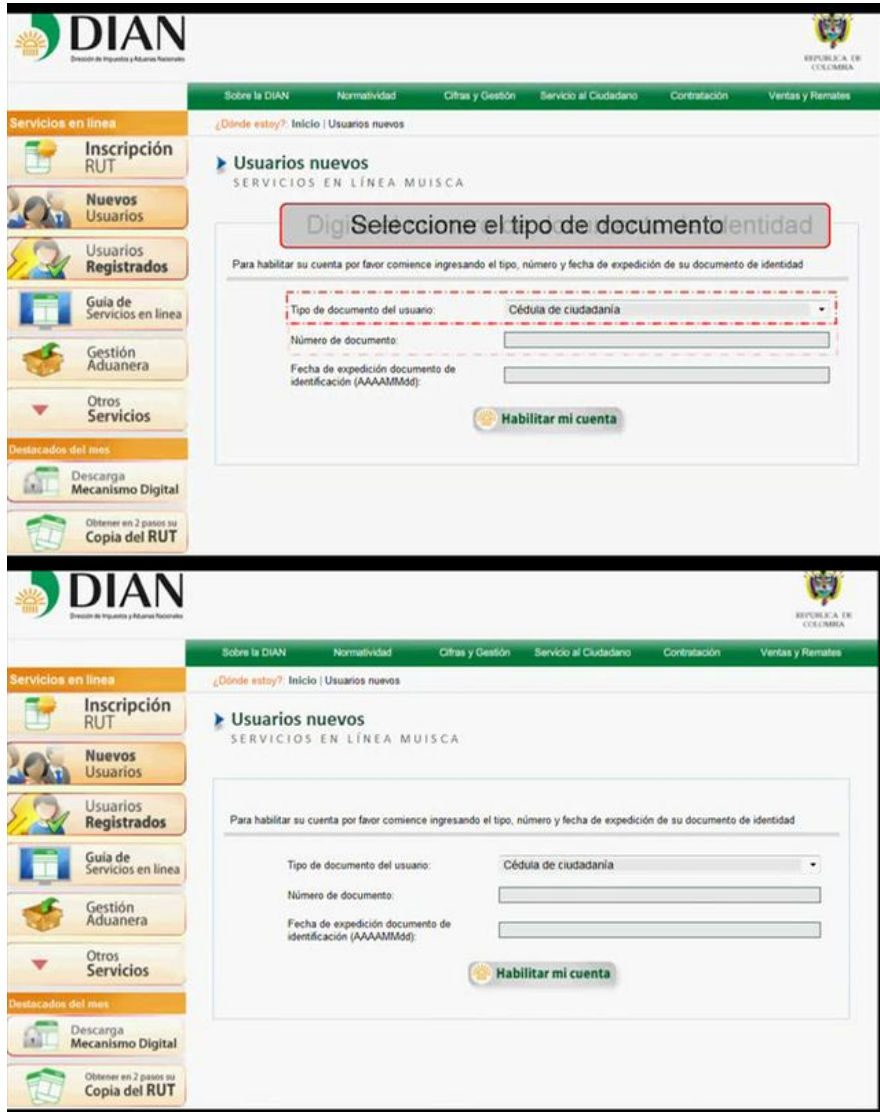 DIAN
Dirección de Impuestos y Aduanas Nacionales
REPUBLICA DE
COLOMBIA
Sobre la DIAN Normatividad Cifras y Gestión Servicio al Ciudadano Contratación Ventas y Remates
Servicios en línea
¿Dónde estoy?: Inicio | Usuarios nuevos
Inscripción
RUT
Nuevos
Usuarios
Usuarios
Registrados
Guía de
Servicios en línea
Gestión
Aduanera
Otros
Servicios
Destacados del mes
Descarga
Mecanismo Digital
Obtener en 2 pasos su
Copia del RUT
Usuarios nuevos
SERVICIOS EN LÍNEA MUISCA
Seleccione el tipo de documento
Para habilitar su cuenta por favor comience ingresando el tipo, número y fecha de expedición de su documento de identidad
Tipo de documento del usuario: Cédula de ciudadanía
Número de documento:
Fecha de expedición documento de
identificación (AAAAMMdd):
Habilitar mi cuenta
DIAN
Dirección de Impuestos y Aduanas Nacionales
REPUBLICA DE
COLOMBIA
Sobre la DIAN Normatividad Cifras y Gestión Servicio al Ciudadano Contratación Ventas y Remates
Servicios en línea
¿Dónde estoy?: Inicio | Usuarios nuevos
Inscripción
RUT
Nuevos
Usuarios
Usuarios
Registrados
Guía de
Servicios en línea
Gestión
Aduanera
Otros
Servicios
Destacados del mes
Descarga
Mecanismo Digital
Obtener en 2 pasos su
Copia del RUT
Usuarios nuevos
SERVICIOS EN LÍNEA MUISCA
Para habilitar su cuenta por favor comience ingresando el tipo, número y fecha de expedición de su documento de identidad
Tipo de documento del usuario: Cédula de ciudadanía
Número de documento:
Fecha de expedición documento de
identificación (AAAAMMdd):
Habilitar mi cuenta